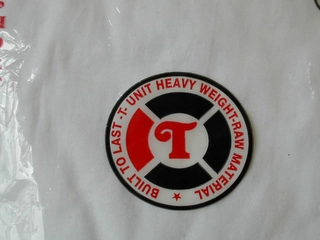 BUILT TO LAST -T- UNIT HEAVY WEIGHT-RAW MATERIAL
T